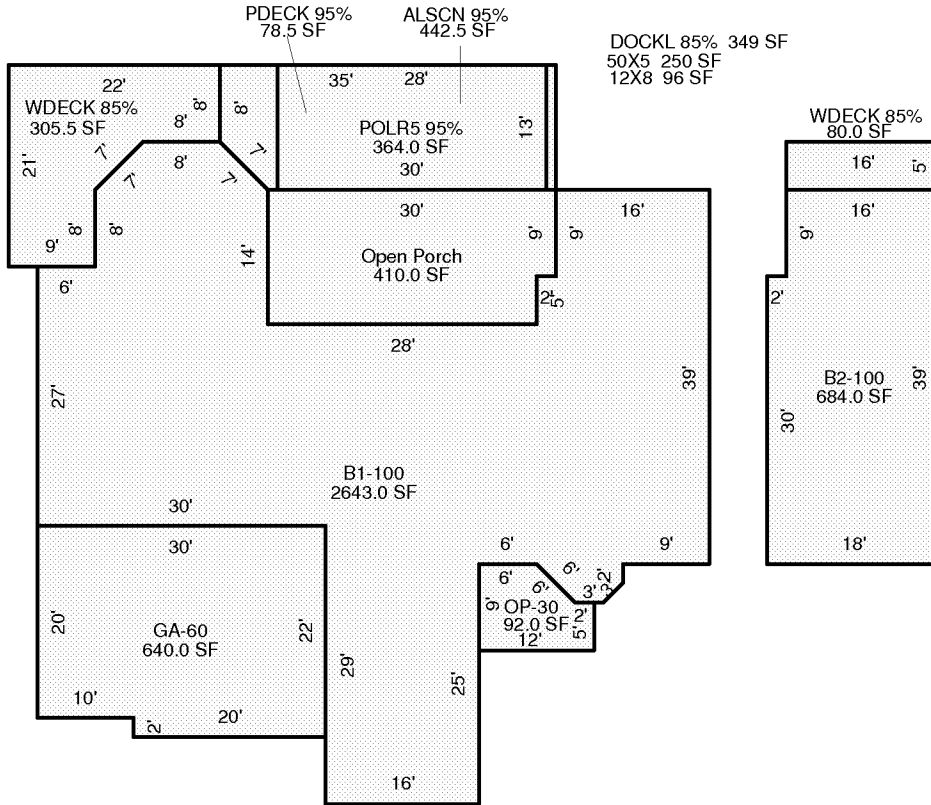 PDECK 95%
78.5 SF
ALSCN 95%
442.5 SF
DOCKL 85% 349 SF
50X5 250 SF
12X8 96 SF
22'
WDECK 85%
305.5 SF
8'
8'
8'
35'
28'
POLR5 95%
364.0 SF
30'
13'
WDECK 85%
80.0 SF
16'
5'
21'
7'
7'
8'
7'
7'
8'
8'
9'
6'
14'
30'
Open Porch
410.0 SF
9'
9'
16'
2'
5'
28'
16'
9'
2'
27'
39'
B2-100
684.0 SF
39'
30'
18'
B1-100
2643.0 SF
30'
30'
6'
9'
6'
6'
6'
2'
3'
3'
9'
OP-30
92.0 SF
2'
5'
12'
20'
GA-60
640.0 SF
22'
29'
25'
10'
2'
20'
16'